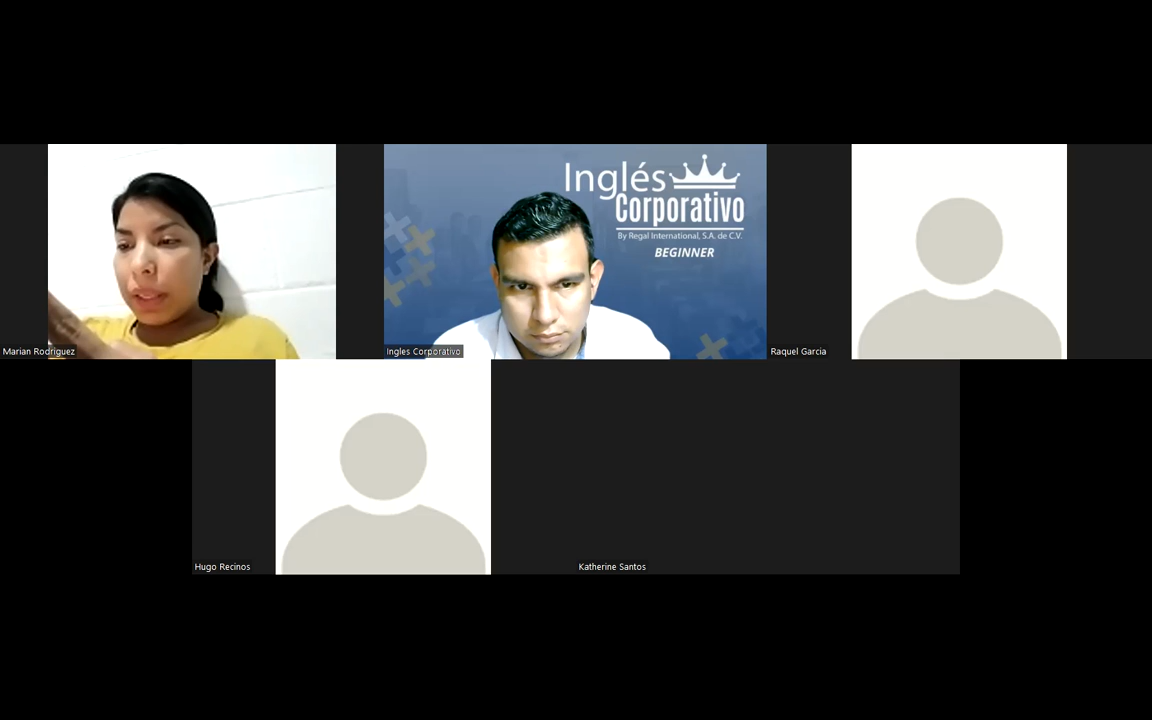 Inglés
Corporativo
By Regal International, S.A. de C.V.
BEGINNER
Marian Rodriguez
Ingles Corporativo
Raquel Garcia
Hugo Recinos
Katherine Santos